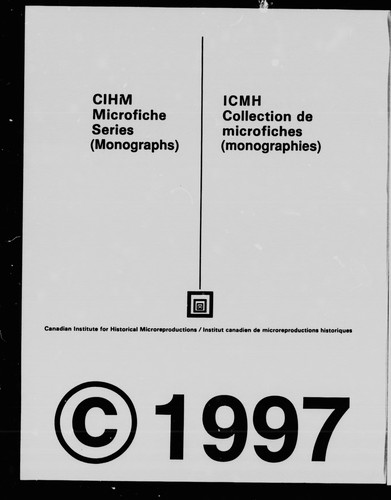 CIHM
Microfiche
Series
(Monographs)
ICMH
Collection de
microfiches
(monographies)
Canadian Institute for Historical Microreproductions / Institut canadien de microreproductions historiques
© 1997